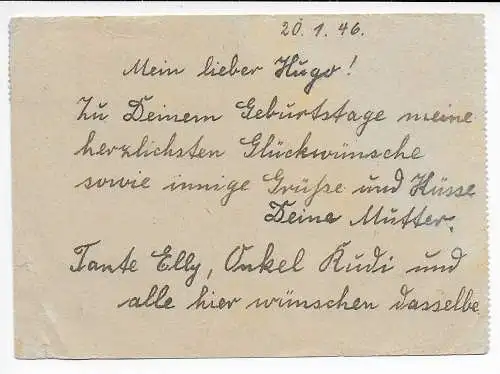 20.1.46.
Mein lieber Hugo!
Zu Deinem Geburtstage meine
herzlichsten Glückwünsche
sowie innige Grüße und Küsse
Deine Mutter.
Tante Elly, Onkel Rudi und
alle hier wünschen dasselbe